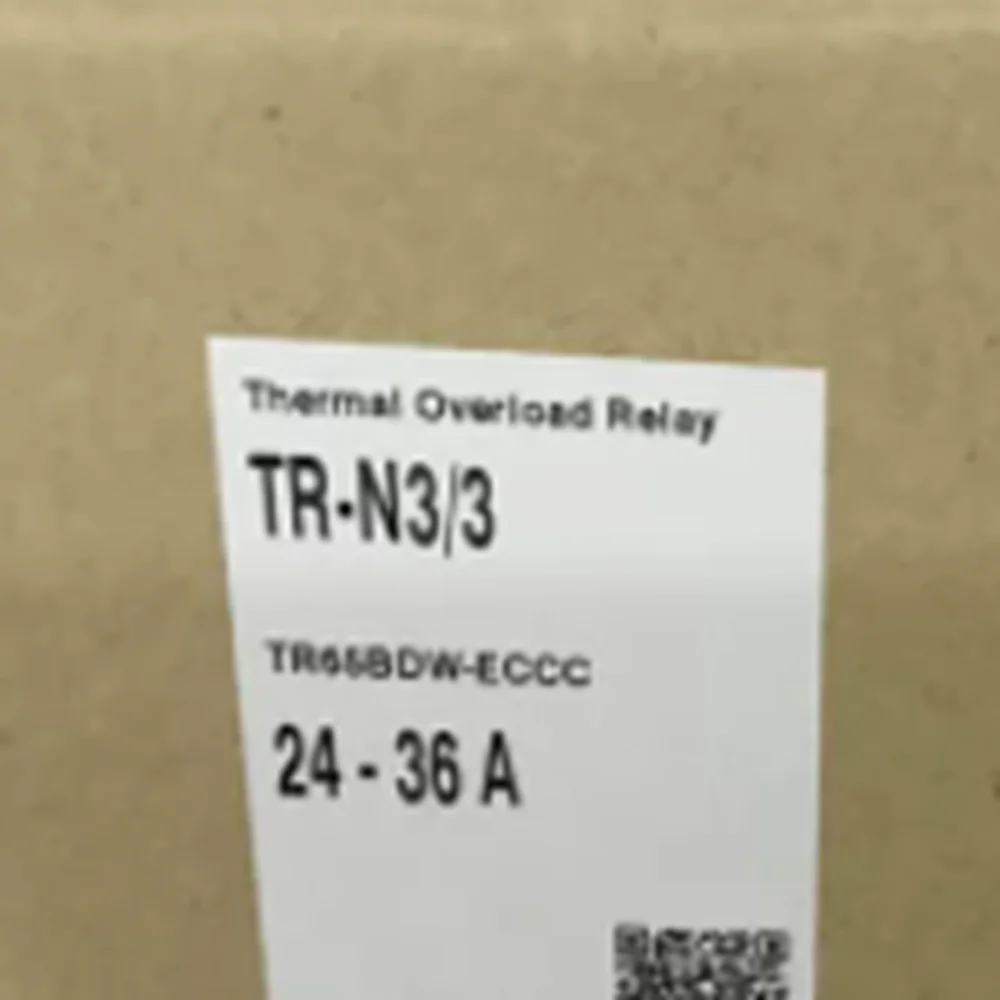 Thermal Overload Relay
TR-N3/3
TR65BDW-ECCC
24 - 36 A